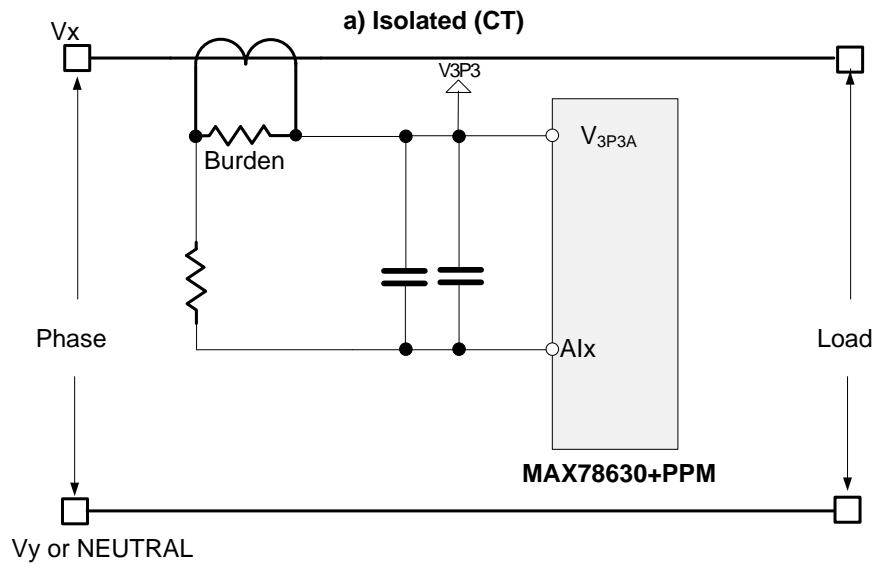 a) Isolated (CT)
Vx
V3P3
V3P3A
Burden
Phase
Load
AIx
MAX78630+PPM
Vy or NEUTRAL